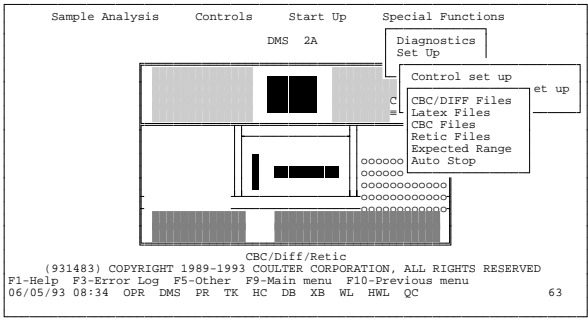 Sample Analysis Controls Start Up Special Functions
DMS 2A
Diagnostics
Set Up
Control set up
et up
C
CBC/DIFF Files
Latex Files
CBC Files
Retic Files
Expected Range
Auto Stop
CBC/Diff/Retic
(931483) COPYRIGHT 1989-1993 COULTER CORPORATION, ALL RIGHTS RESERVED
F1-Help F3-Error Log F5-Other F9-Main menu F10-Previous menu
06/05/93 08:34 OPR DMS PR TK HC DB XB WL HWL QC 63